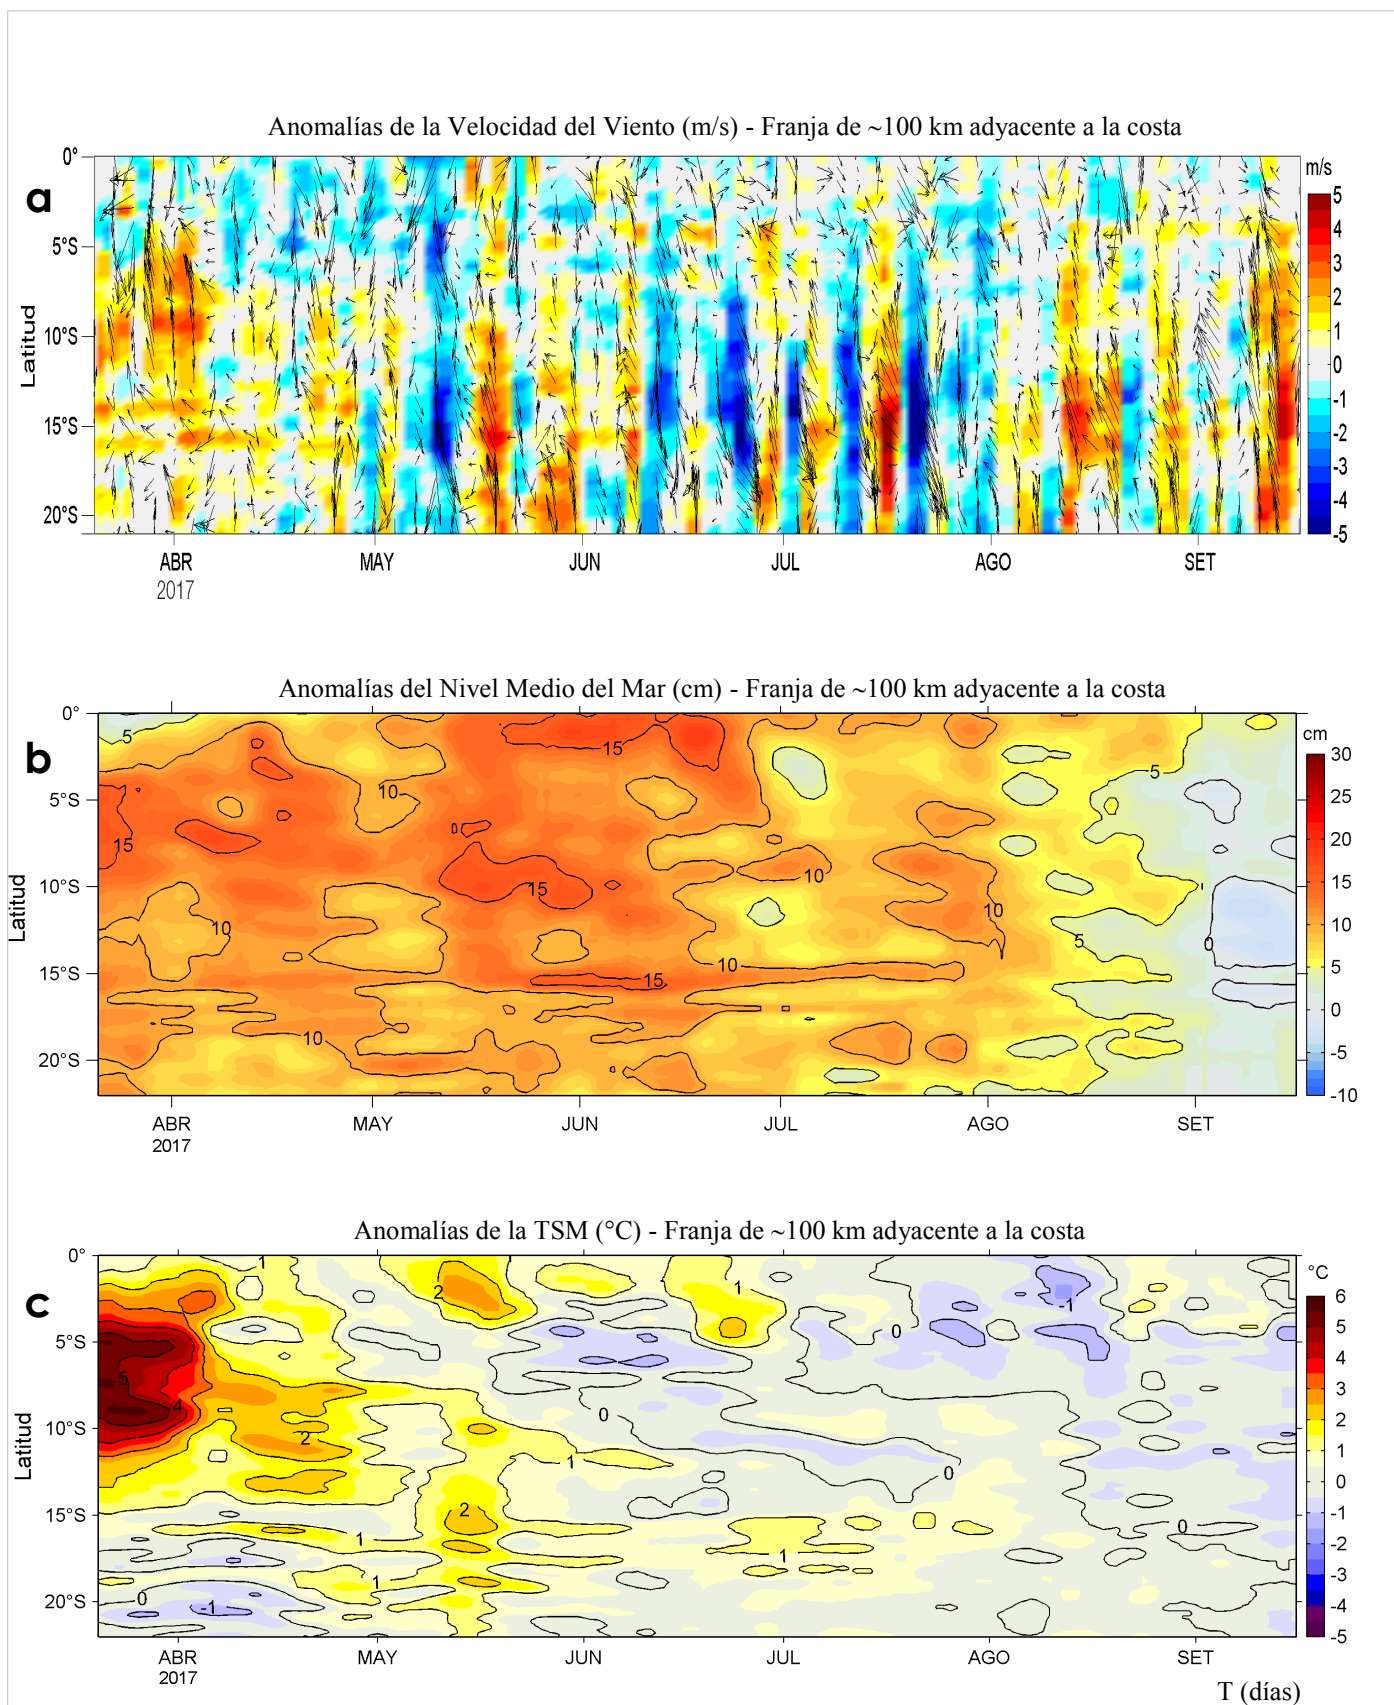 Anomalías de la Velocidad del Viento (m/s) - Franja de ~100 km adyacente a la costa
a
Latitud
0°
5°S
10°S
15°S
20°S
ABR MAY JUN JUL AGO SET
2017
m/s
5
4
3
2
1
0
-1
-2
-3
-4
-5
Anomalías del Nivel Medio del Mar (cm) - Franja de ~100 km adyacente a la costa
b
Latitud
0°
5°S
10°S
15°S
20°S
5
15
10
15
5
15
10
10
10
5
10
0
15
10
ABR MAY JUN JUL AGO SET
2017
cm
30
25
20
15
10
5
0
-5
-10
Anomalías de la TSM (°C) - Franja de ~100 km adyacente a la costa
c
Latitud
0°
5°S
10°S
15°S
20°S
1
2
1
-1
0
5
4
0
2
1
0
2
0
1
1
1
0
-1
ABR MAY JUN JUL AGO SET
2017
°C
6
5
4
3
2
1
0
-1
-2
-3
-4
-5
T (días)